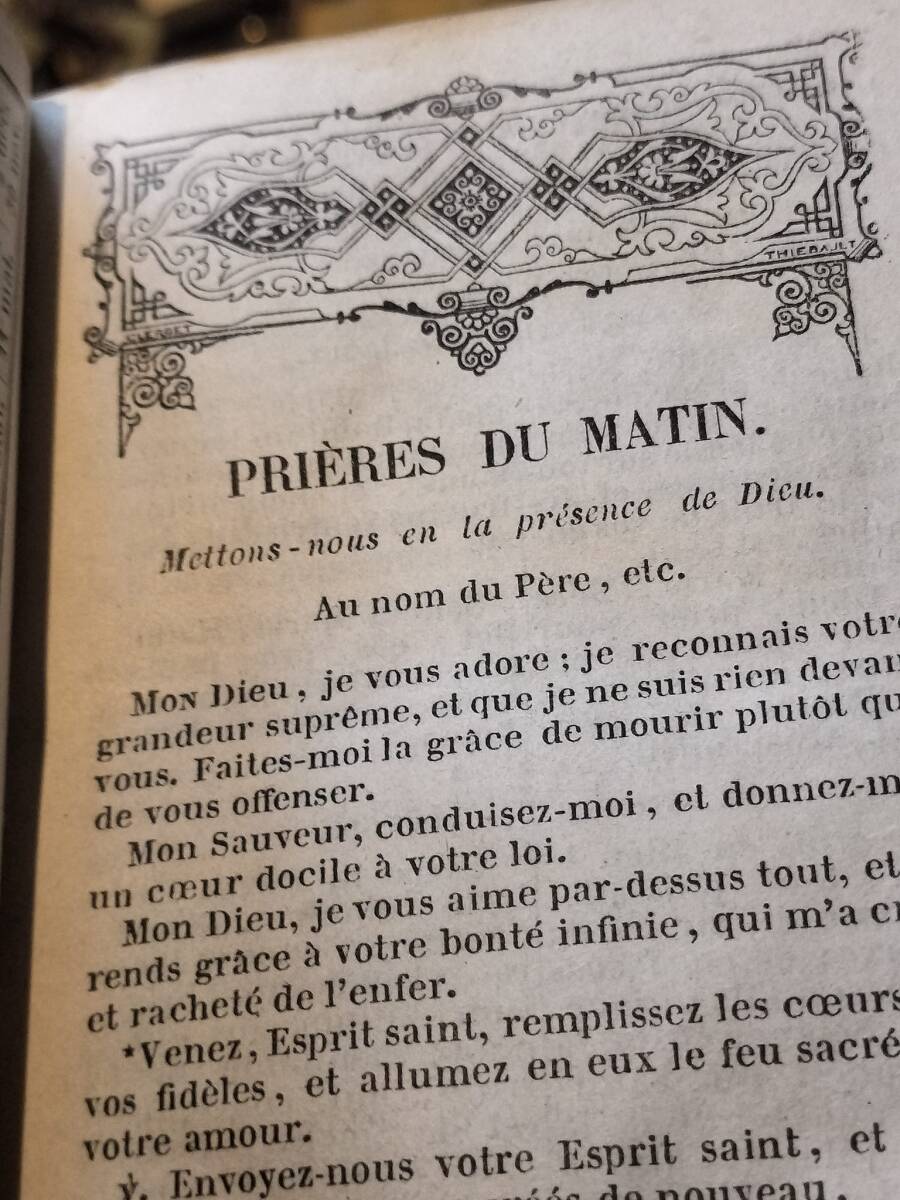 THIEBAULT
CLERGET
PRIÈRES DU MATIN.
Mettons-nous en la présence de Dieu.
Au nom du Père, etc.
Mon Dieu, je vous adore ; je reconnais votre
grandeur suprême, et que je ne suis rien devan
vous. Faites-moi la grâce de mourir plutôt qu
de vous offenser.
Mon Sauveur, conduisez-moi, et donnez-m
un cœur docile à votre loi.
Mon Dieu, je vous aime par-dessus tout, et
rends grâce à votre bonté infinie, qui m'a cr
et racheté de l'enfer.
*Venez, Esprit saint, remplissez les cœurs
vos fidèles, et allumez en eux le feu sacré
votre amour.
℣. Envoyez-nous votre Esprit saint, et
de nouveau.